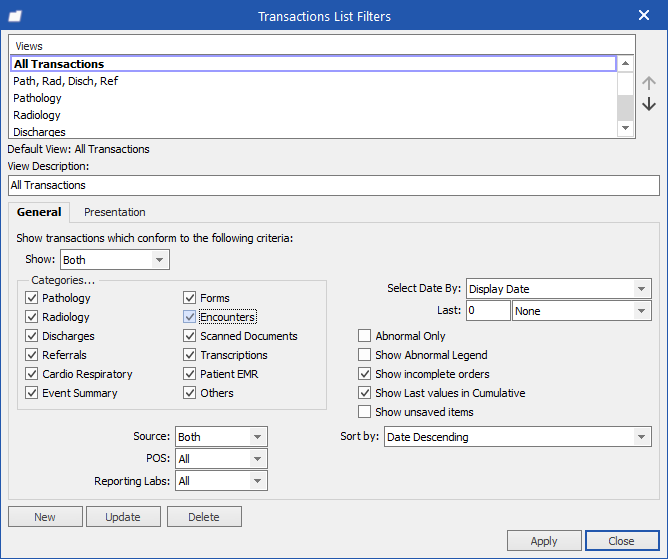 Transactions List Filters
Views
All Transactions
Path, Rad, Disch, Ref
Pathology
Radiology
Discharges
Default View: All Transactions
View Description:
All Transactions
General Presentation
Show transactions which conform to the following criteria:
Show: Both
Categories...
Pathology Forms
Radiology Encounters
Discharges Scanned Documents
Referrals Transcriptions
Cardio Respiratory Patient EMR
Event Summary Others
Select Date By: Display Date
Last: 0 None
Abnormal Only
Show Abnormal Legend
Show incomplete orders
Show Last values in Cumulative
Show unsaved items
Source: Both
POS: All
Reporting Labs: All
Sort by: Date Descending
New Update Delete
Apply Close